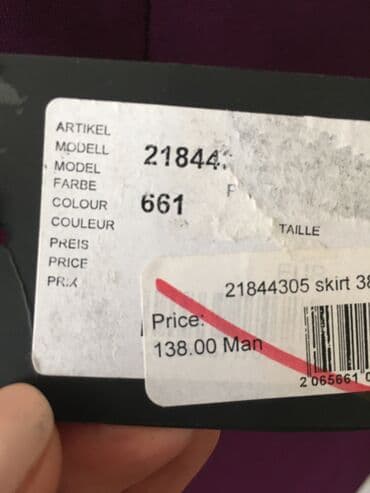 ARTIKEL
MODELL
MODEL 21844
FARBE
COLOUR 661
COULEUR
TAILLE
PREIS
PRICE
PRIX
21844305 skirt 38
Price:
138.00 Man
2 065661